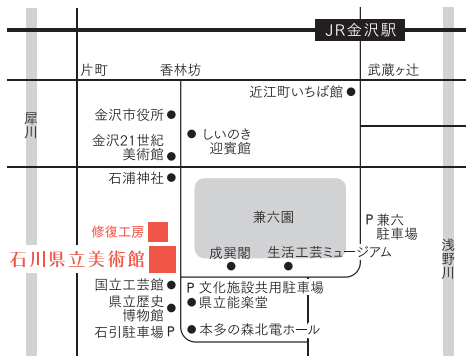 JR金沢駅
片町
香林坊
武蔵ヶ辻
近江町いちば館
犀川
金沢市役所
しいのき
迎賓館
金沢21世紀
美術館
石浦神社
兼六園
P 兼六
駐車場
修復工房
石川県立美術館
成巽閣
生活工芸ミュージアム
浅野川
国立工芸館
P 文化施設共用駐車場
県立歴史
博物館
県立能楽堂
石引駐車場 P
本多の森北電ホール